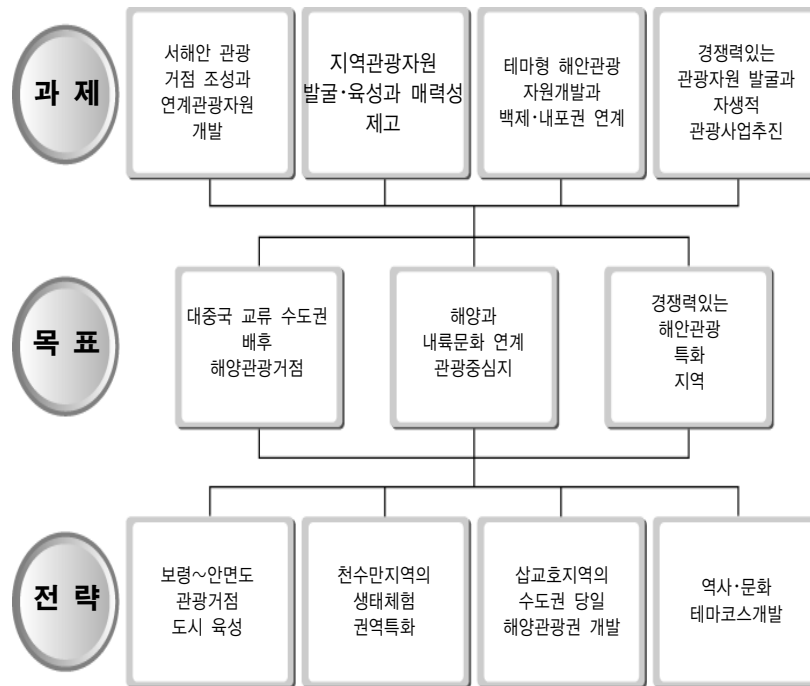 과 제
서해안 관광
거점 조성과
연계관광자원
개발
지역관광자원
발굴·육성과 매력성
제고
테마형 해안관광
자원개발과
백제·내포권 연계
경쟁력있는
관광자원 발굴과
자생적
관광사업추진
목 표
대중국 교류 수도권
배후
해양관광거점
해양과
내륙문화 연계
관광중심지
경쟁력있는
해안관광
특화
지역
전 략
보령～안면도
관광거점
도시 육성
천수만지역의
생태체험
권역특화
삽교호지역의
수도권 당일
해양관광권 개발
역사·문화
테마코스개발